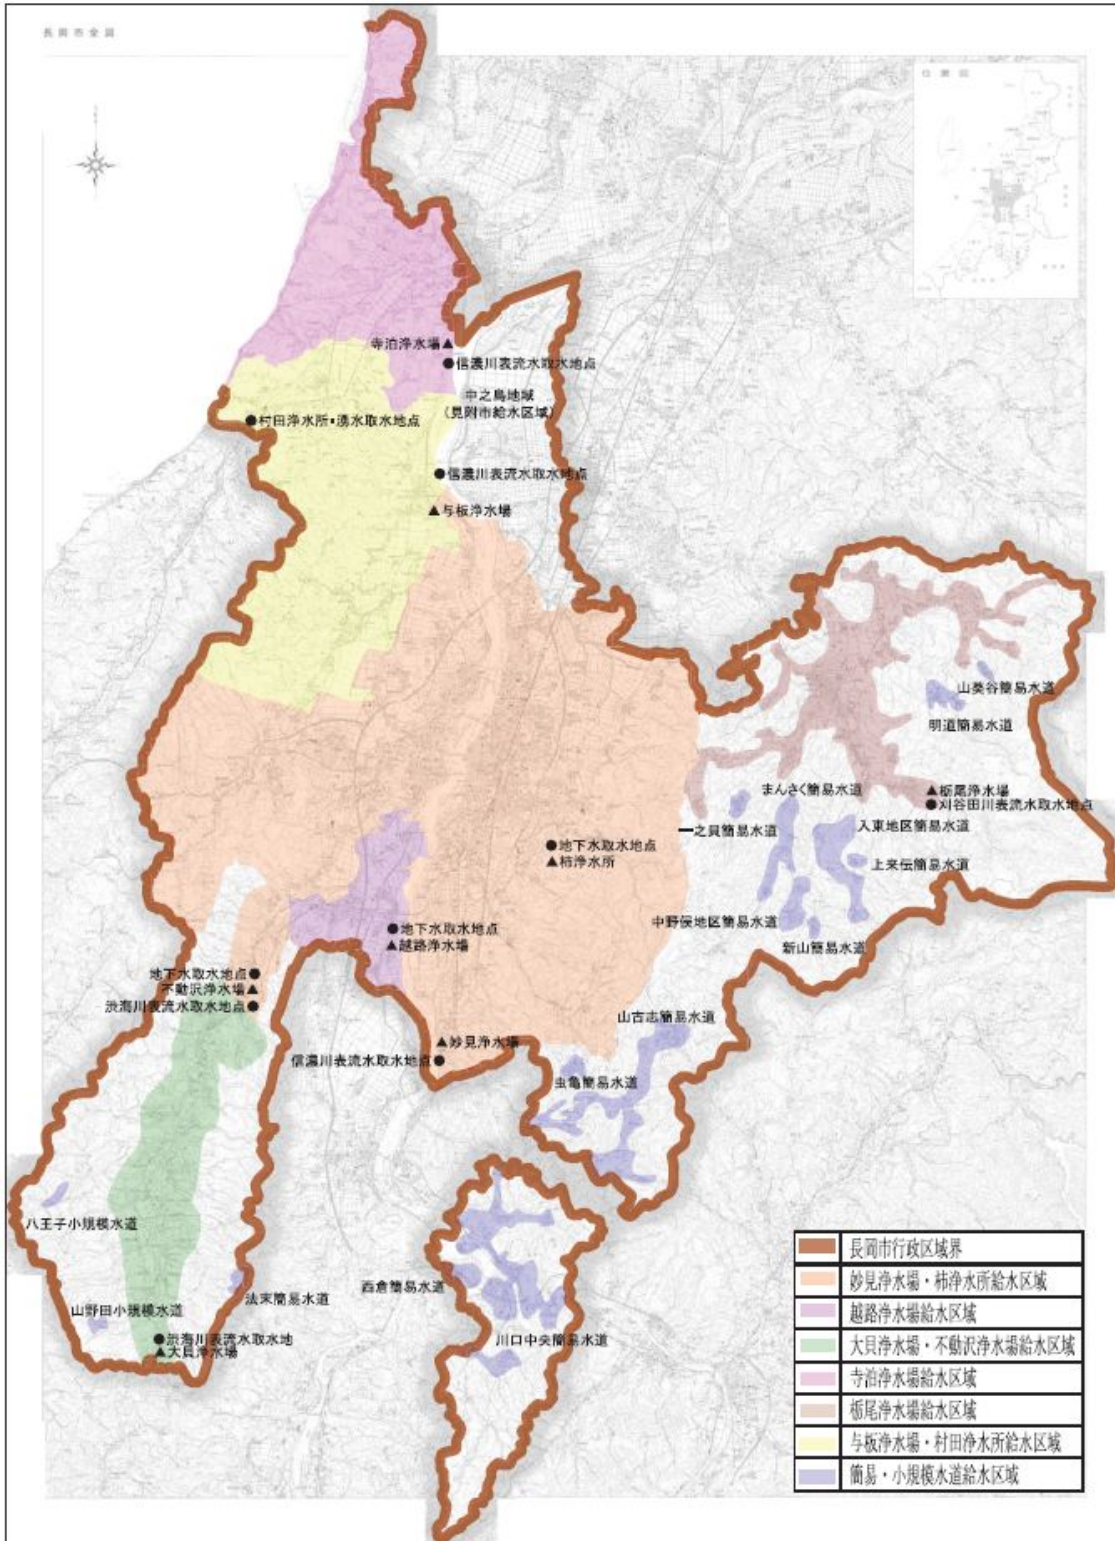 長岡市全図
位置図
寺泊浄水場▲
●信濃川表流水取水地点
中之島地域
(見附市給水区域)
●村田浄水所・湧水取水地点
●信濃川表流水取水地点
▲与板浄水場
山葵谷簡易水道
明道簡易水道
まんさく簡易水道
▲栃尾浄水場
●刈谷田川表流水取水地点
一之貝簡易水道
入東地区簡易水道
●地下水取水地点
▲柿浄水所
上来伝簡易水道
中野俣地区簡易水道
●地下水取水地点
▲越路浄水場
新山簡易水道
地下水取水地点●
不動沢浄水場▲
渋海川表流水取水地点●
山古志簡易水道
▲妙見浄水場
信濃川表流水取水地点●
虫亀簡易水道
八王子小規模水道
西倉簡易水道
法末簡易水道
山野田小規模水道
●渋海川表流水取水地
▲大貝浄水場
川口中央簡易水道
長岡市行政区域界
妙見浄水場・柿浄水所給水区域
越路浄水場給水区域
大貝浄水場・不動沢浄水場給水区域
寺泊浄水場給水区域
栃尾浄水場給水区域
与板浄水場・村田浄水所給水区域
簡易・小規模水道給水区域